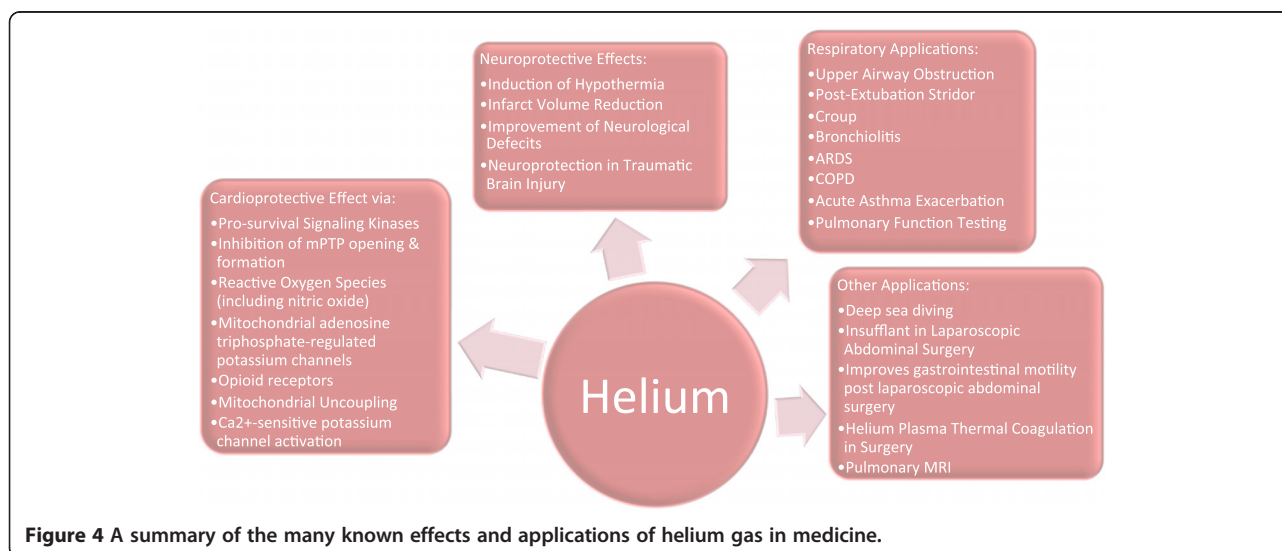 Neuroprotective Effects:
•Induction of Hypothermia
•Infarct Volume Reduction
•Improvement of Neurological
Defecits
•Neuroprotection in Traumatic
Brain Injury
Respiratory Applications:
•Upper Airway Obstruction
•Post-Extubation Stridor
•Croup
•Bronchiolitis
•ARDS
•COPD
•Acute Asthma Exacerbation
•Pulmonary Function Testing
Cardioprotective Effect via:
•Pro-survival Signaling Kinases
•Inhibition of mPTP opening &
formation
•Reactive Oxygen Species
(including nitric oxide)
•Mitochondrial adenosine
triphosphate-regulated
potassium channels
•Opioid receptors
•Mitochondrial Uncoupling
•Ca2+-sensitive potassium
channel activation
Helium
Other Applications:
•Deep sea diving
•Insufflant in Laparoscopic
Abdominal Surgery
•Improves gastrointestinal motility
post laparoscopic abdominal
surgery
•Helium Plasma Thermal Coagulation
in Surgery
•Pulmonary MRI
Figure 4 A summary of the many known effects and applications of helium gas in medicine.